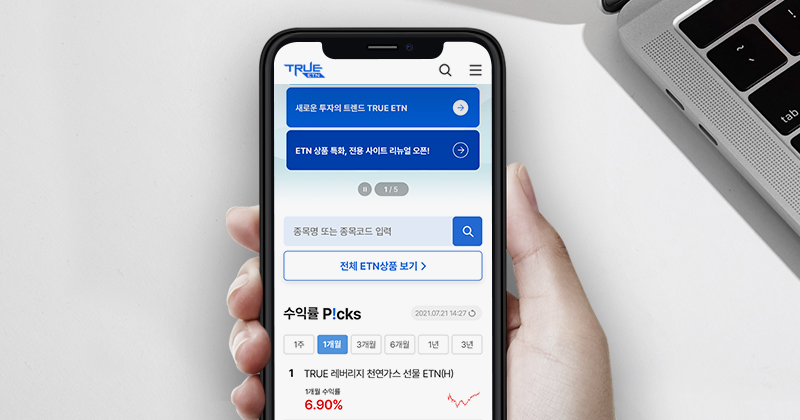 TRUE
ETN
새로운 투자의 트렌드 TRUE ETN
ETN 상품 특화, 전용 사이트 리뉴얼 오픈!
1 / 5
종목명 또는 종목코드 입력
전체 ETN상품 보기 >
수익률 P!cks
2021.07.21 14:27
1주 1개월 3개월 6개월 1년 3년
1 TRUE 레버리지 천연가스 선물 ETN(H)
1개월 수익률
6.90%
tab